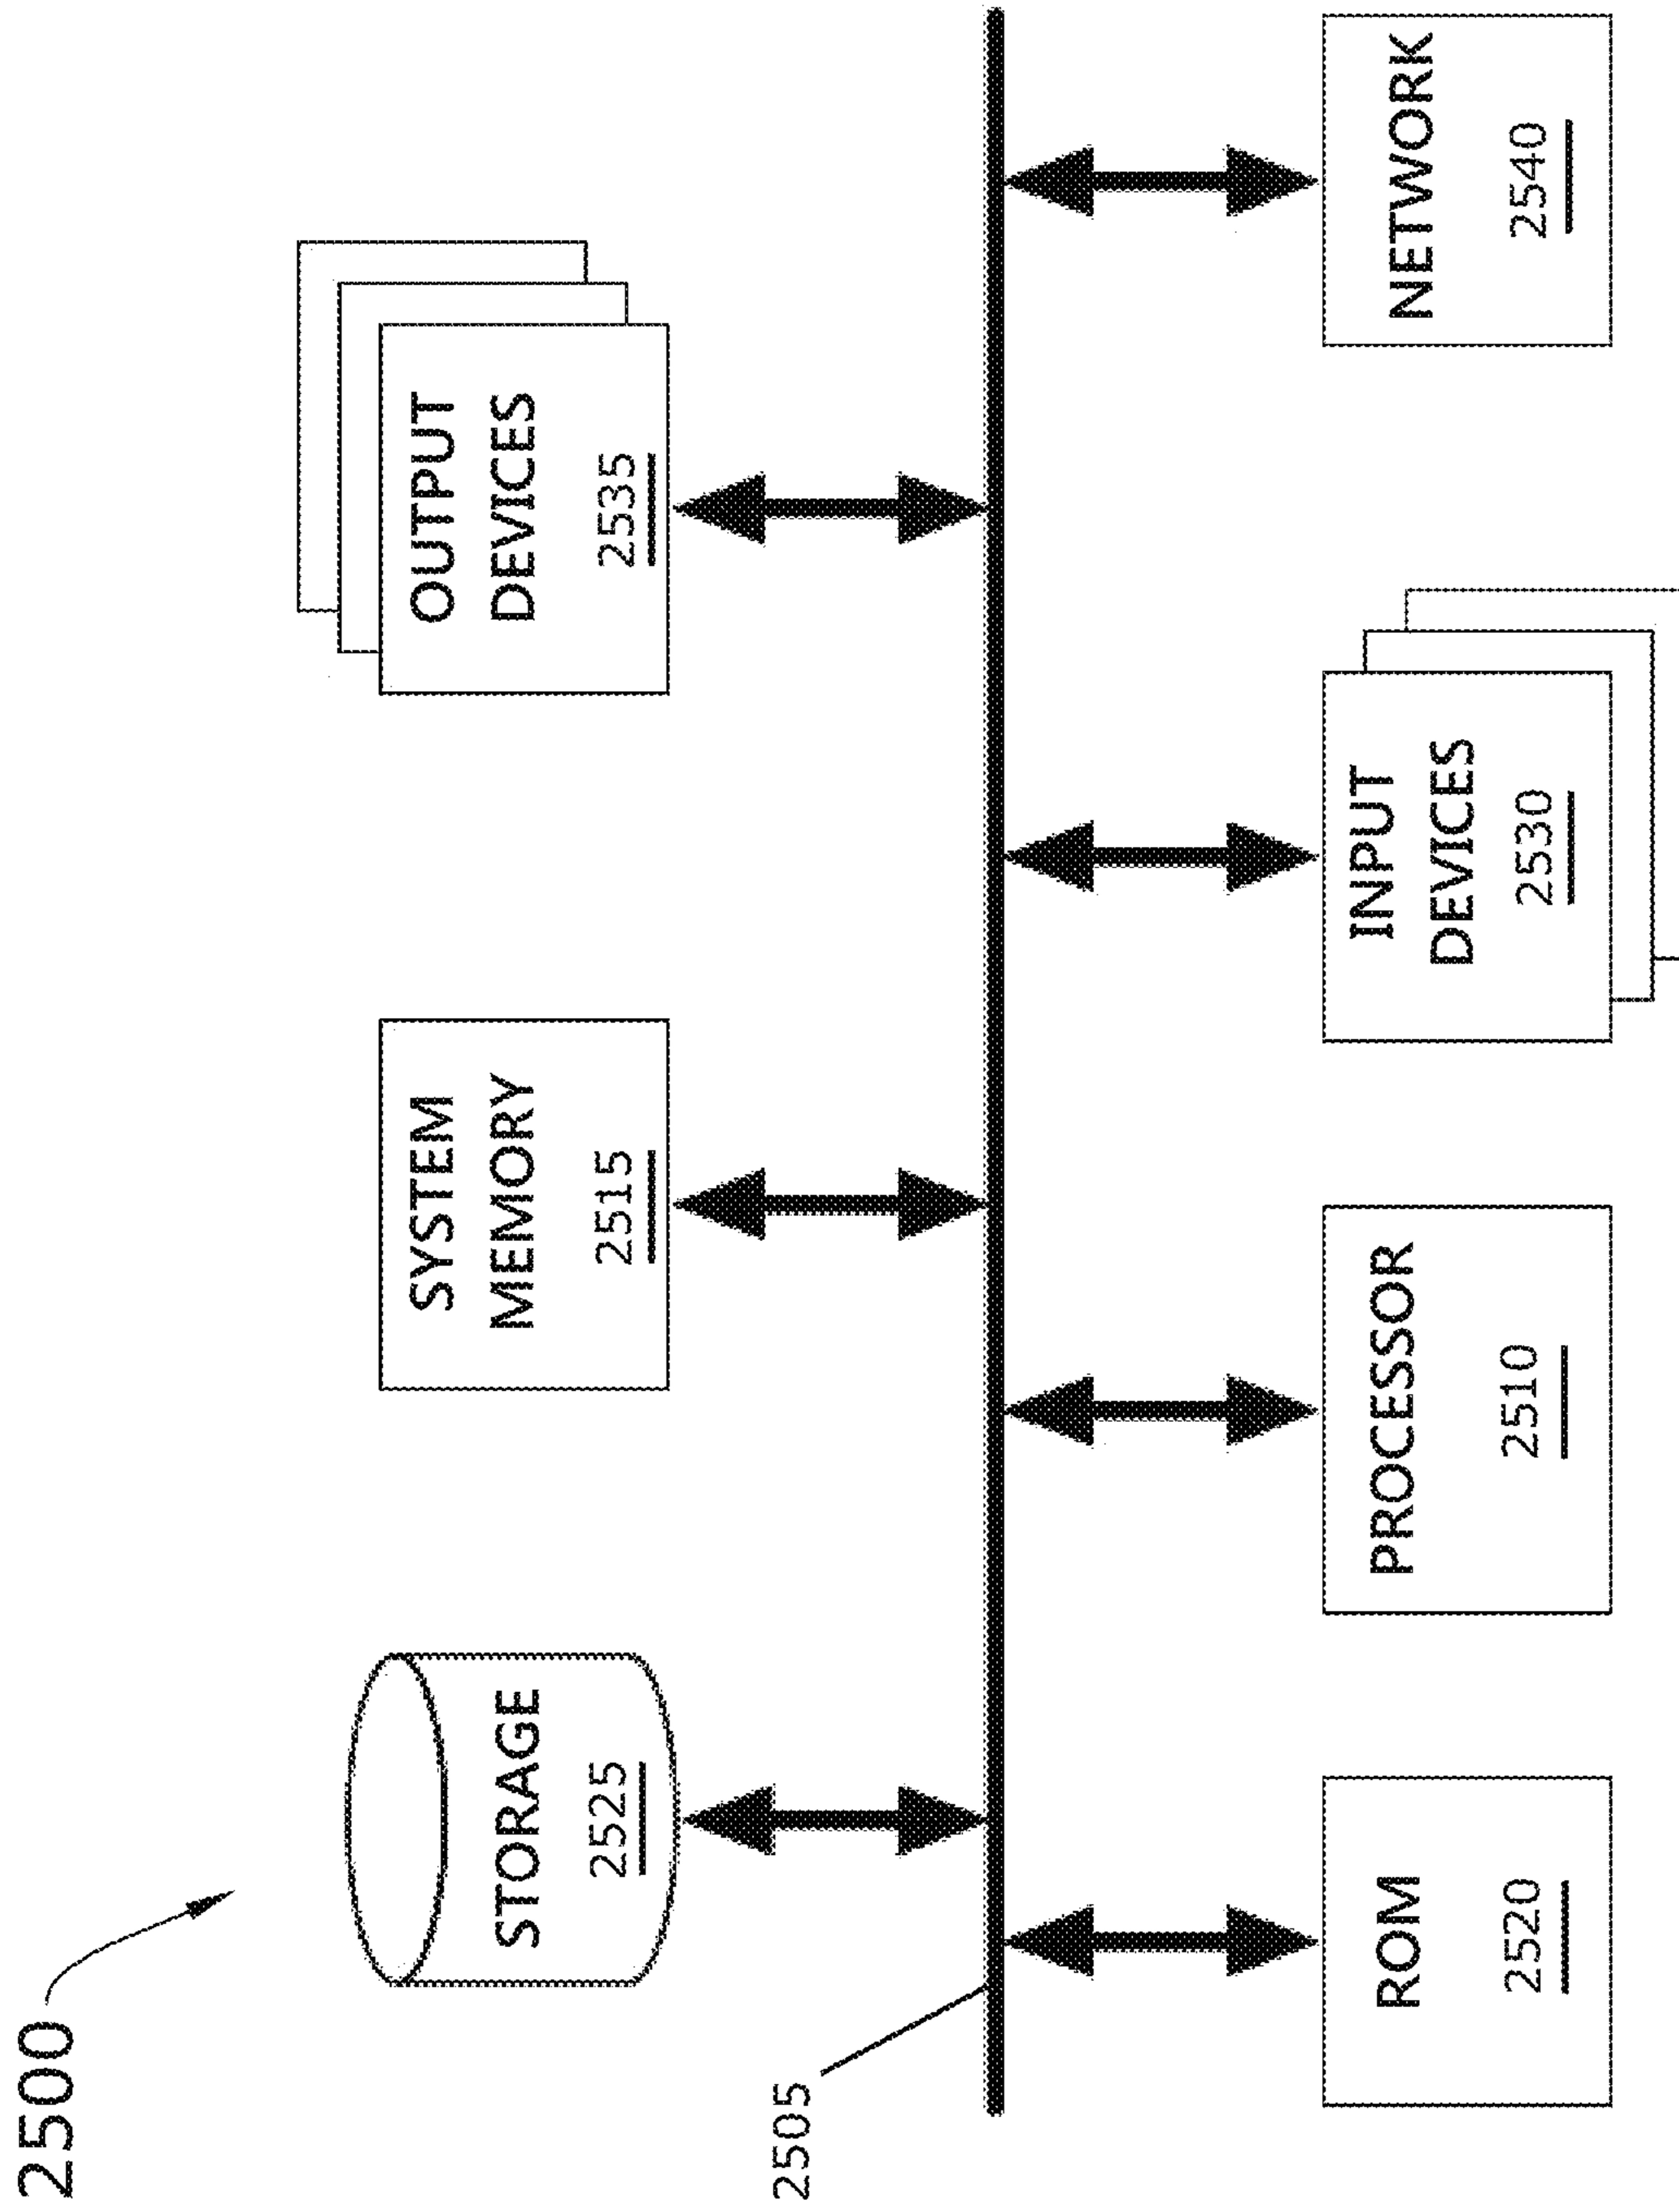 2500
STORAGE
2525
SYSTEM
MEMORY
2515
OUTPUT
DEVICES
2535
2505
ROM
2520
PROCESSOR
2510
INPUT
DEVICES
2530
NETWORK
2540